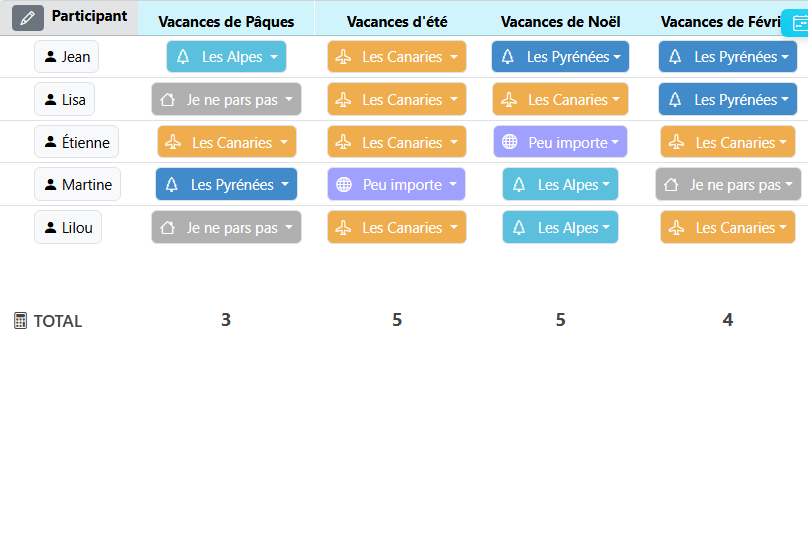 Participant Vacances de Pâques Vacances d'été Vacances de Noël Vacances de Févri
Jean Les Alpes Les Canaries Les Pyrénées Les Pyrénées
Lisa Je ne pars pas Les Canaries Les Canaries Les Pyrénées
Étienne Les Canaries Les Canaries Peu importe Les Canaries
Martine Les Pyrénées Peu importe Les Alpes Je ne pars pas
Lilou Je ne pars pas Les Canaries Les Alpes Les Canaries
TOTAL 3 5 5 4